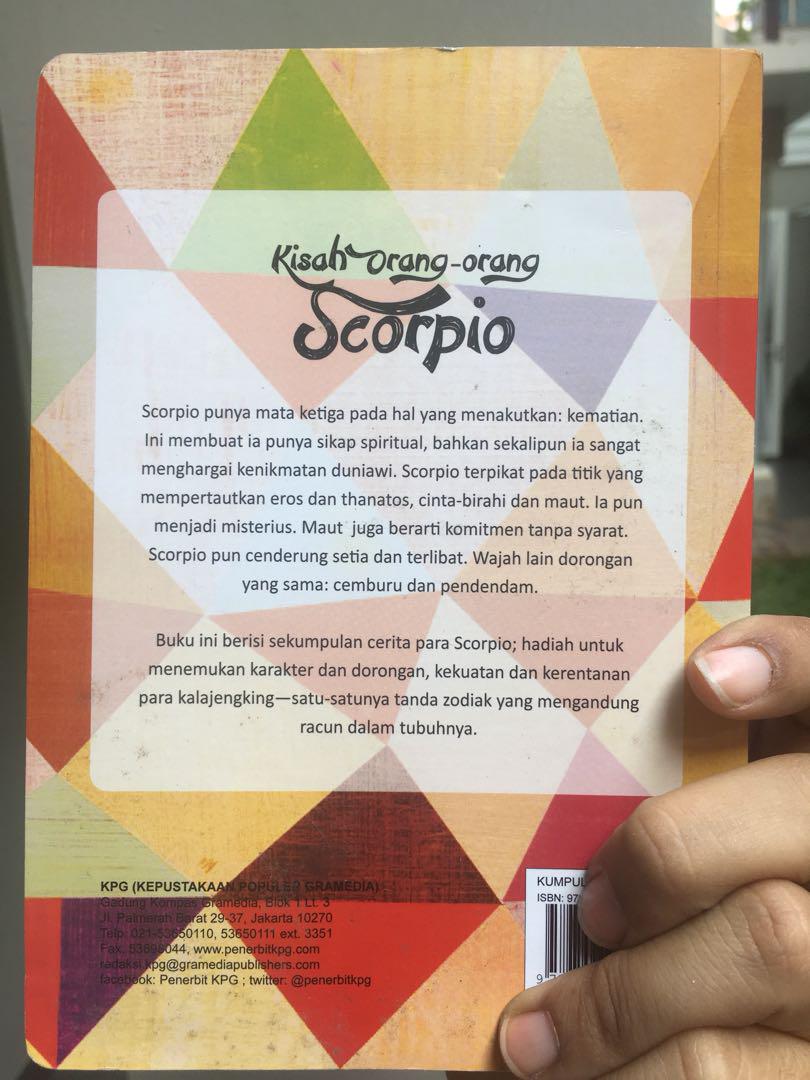 Kisah orang-orang
Scorpio
Scorpio punya mata ketiga pada hal yang menakutkan: kematian.
Ini membuat ia punya sikap spiritual, bahkan sekalipun ia sangat
menghargai kenikmatan duniawi. Scorpio terpikat pada titik yang
mempertautkan eros dan thanatos, cinta-birahi dan maut. Ia pun
menjadi misterius. Maut juga berarti komitmen tanpa syarat.
Scorpio pun cenderung setia dan terlibat. Wajah lain dorongan
yang sama: cemburu dan pendendam.
Buku ini berisi sekumpulan cerita para Scorpio; hadiah untuk
menemukan karakter dan dorongan, kekuatan dan kerentanan
para kalajengking—satu-satunya tanda zodiak yang mengandung
racun dalam tubuhnya.
KPG (KEPUSTAKAAN POPULER GRAMEDIA)
Gedung Kompas Gramedia, Blok 1 Lt. 3
Jl. Palmerah Barat 29-37, Jakarta 10270
Telp. 021-53650110, 53650111 ext. 3351
Fax. 53698044, www.penerbitkpg.com
redaksi.kpg@gramediapublishers.com
facebook: Penerbit KPG ; twitter: @penerbitkpg
KUMPUL
ISBN: 97
9